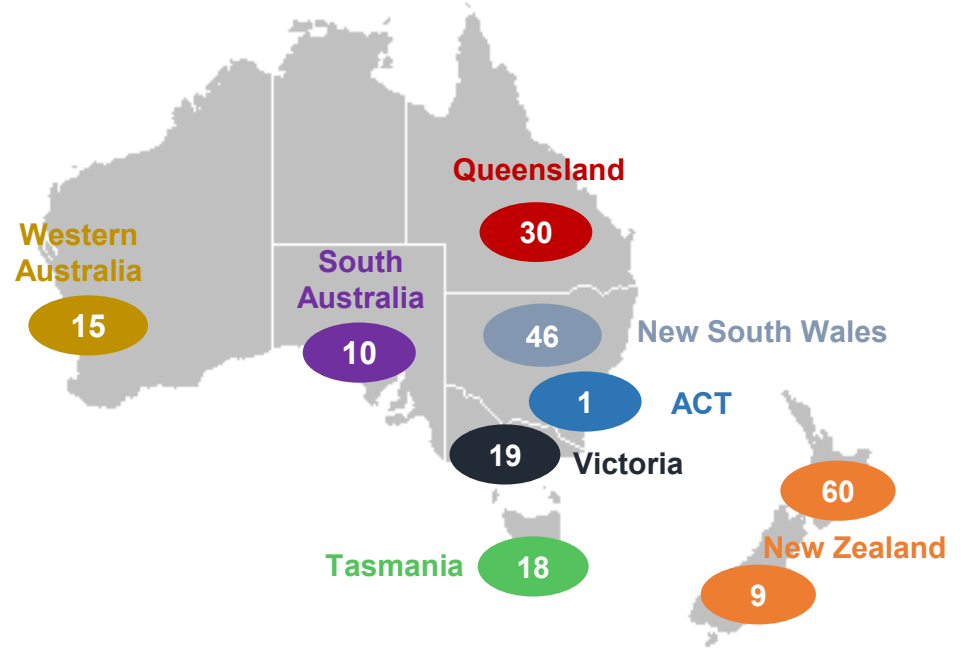 Queensland
30
Western
Australia
15
South
Australia
10
46
New South Wales
1
ACT
19
Victoria
60
New Zealand
9
Tasmania
18